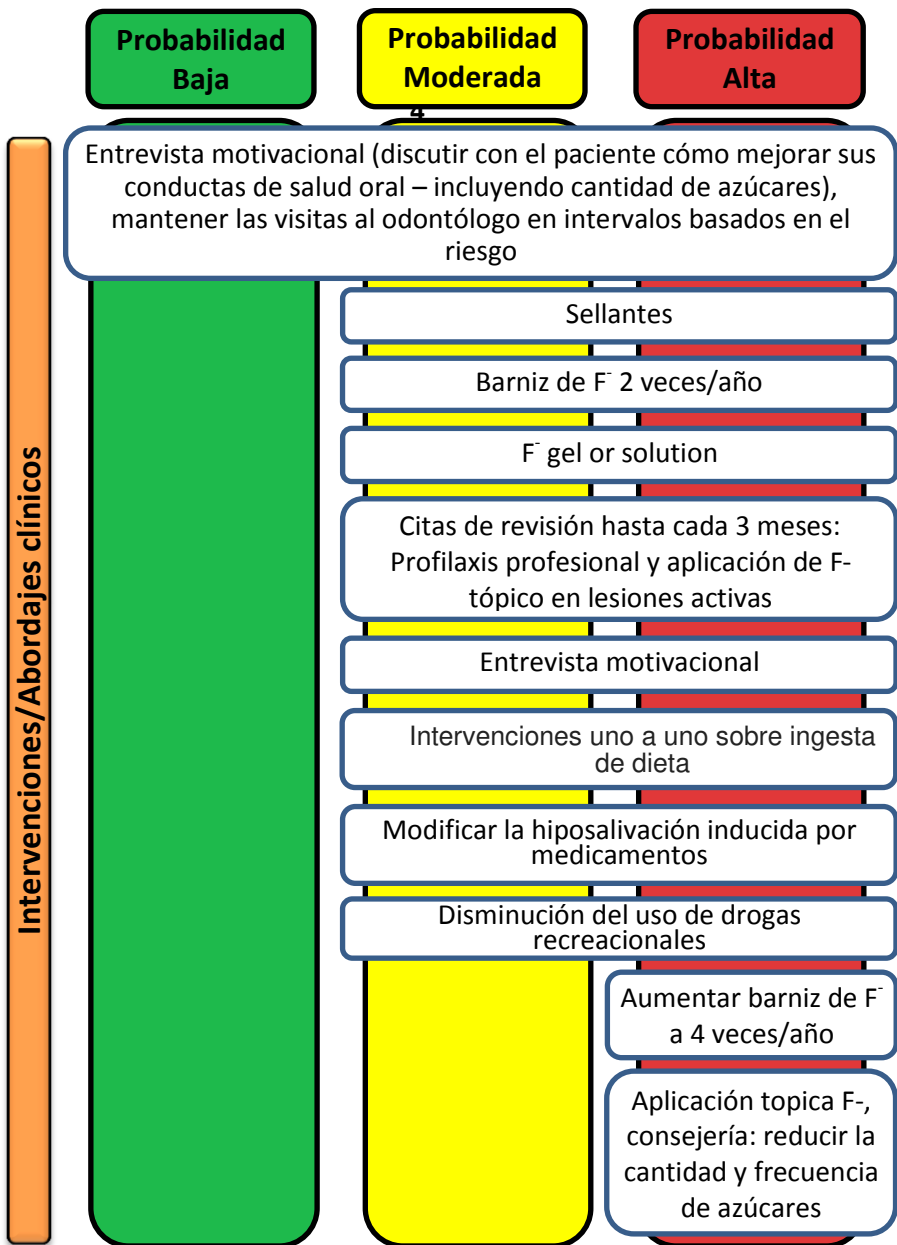 Probabilidad
Baja
Probabilidad
Moderada
4
Probabilidad
Alta
Intervenciones/Abordajes clínicos
Entrevista motivacional (discutir con el paciente cómo mejorar sus
conductas de salud oral – incluyendo cantidad de azúcares),
mantener las visitas al odontólogo en intervalos basados en el
riesgo
Sellantes
Barniz de F⁻ 2 veces/año
F⁻ gel or solution
Citas de revisión hasta cada 3 meses:
Profilaxis profesional y aplicación de F-
tópico en lesiones activas
Entrevista motivacional
Intervenciones uno a uno sobre ingesta
de dieta
Modificar la hiposalivación inducida por
medicamentos
Disminución del uso de drogas
recreacionales
Aumentar barniz de F⁻
a 4 veces/año
Aplicación topica F-,
consejería: reducir la
cantidad y frecuencia
de azúcares